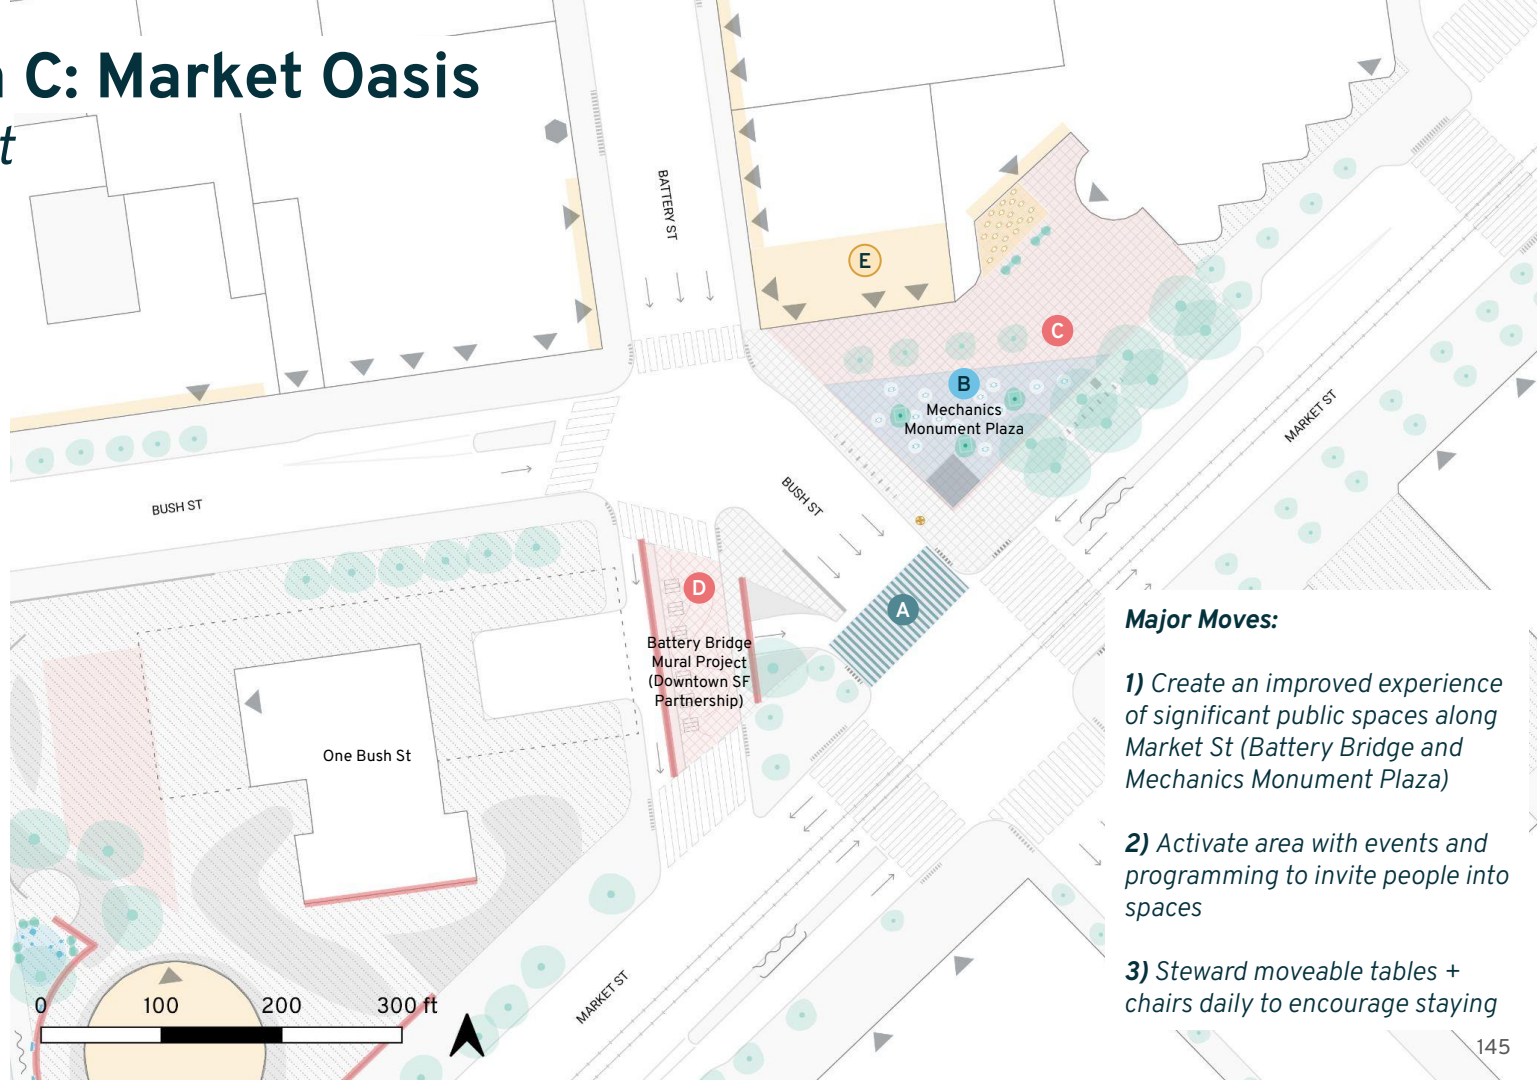 C: Market Oasis
t
BATTERY ST
E
C
B
Mechanics
Monument Plaza
MARKET ST
BUSH ST
BUSH ST
A
D
Battery Bridge
Mural Project
(Downtown SF
Partnership)
One Bush St
MARKET ST
Major Moves:
1) Create an improved experience
of significant public spaces along
Market St (Battery Bridge and
Mechanics Monument Plaza)
2) Activate area with events and
programming to invite people into
spaces
3) Steward moveable tables +
chairs daily to encourage staying
0 100 200 300 ft
145